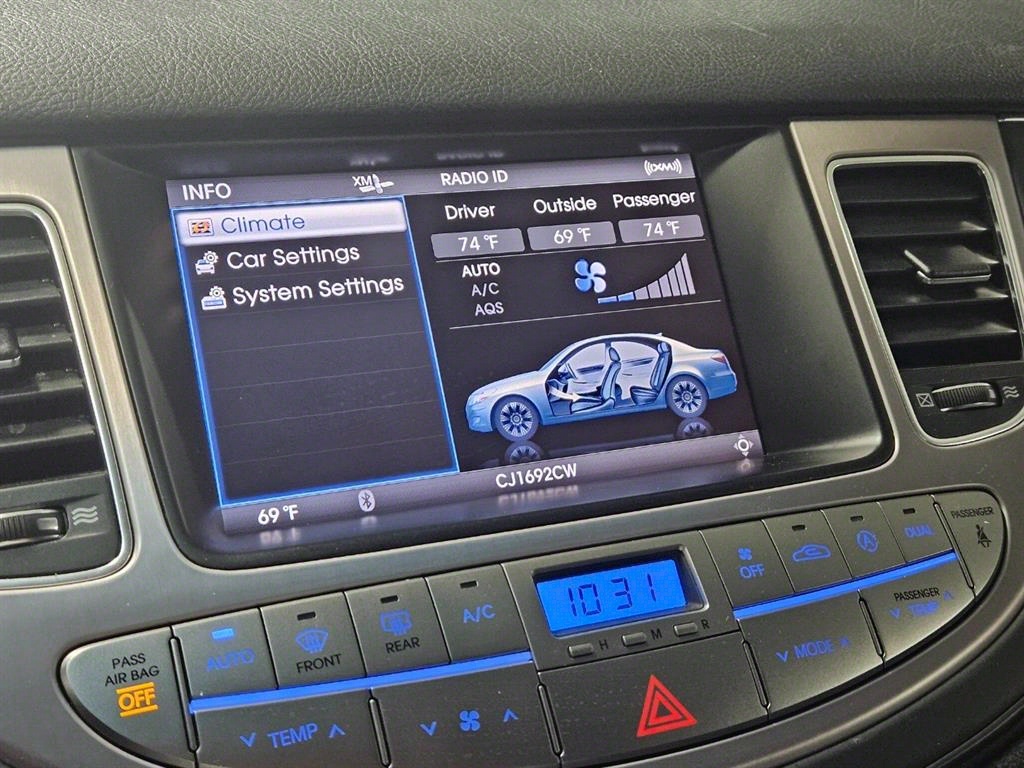 INFO XM RADIO ID (XM)
Climate
Car Settings
System Settings
Driver Outside Passenger
74°F 69°F 74°F
AUTO
A/C
AQS
CJ1692CW
69°F
10:31
H M R
PASS
AIR BAG
OFF
AUTO
FRONT
REAR
A/C
OFF
DUAL
PASSENGER
TEMP
MODE
PASSENGER
TEMP